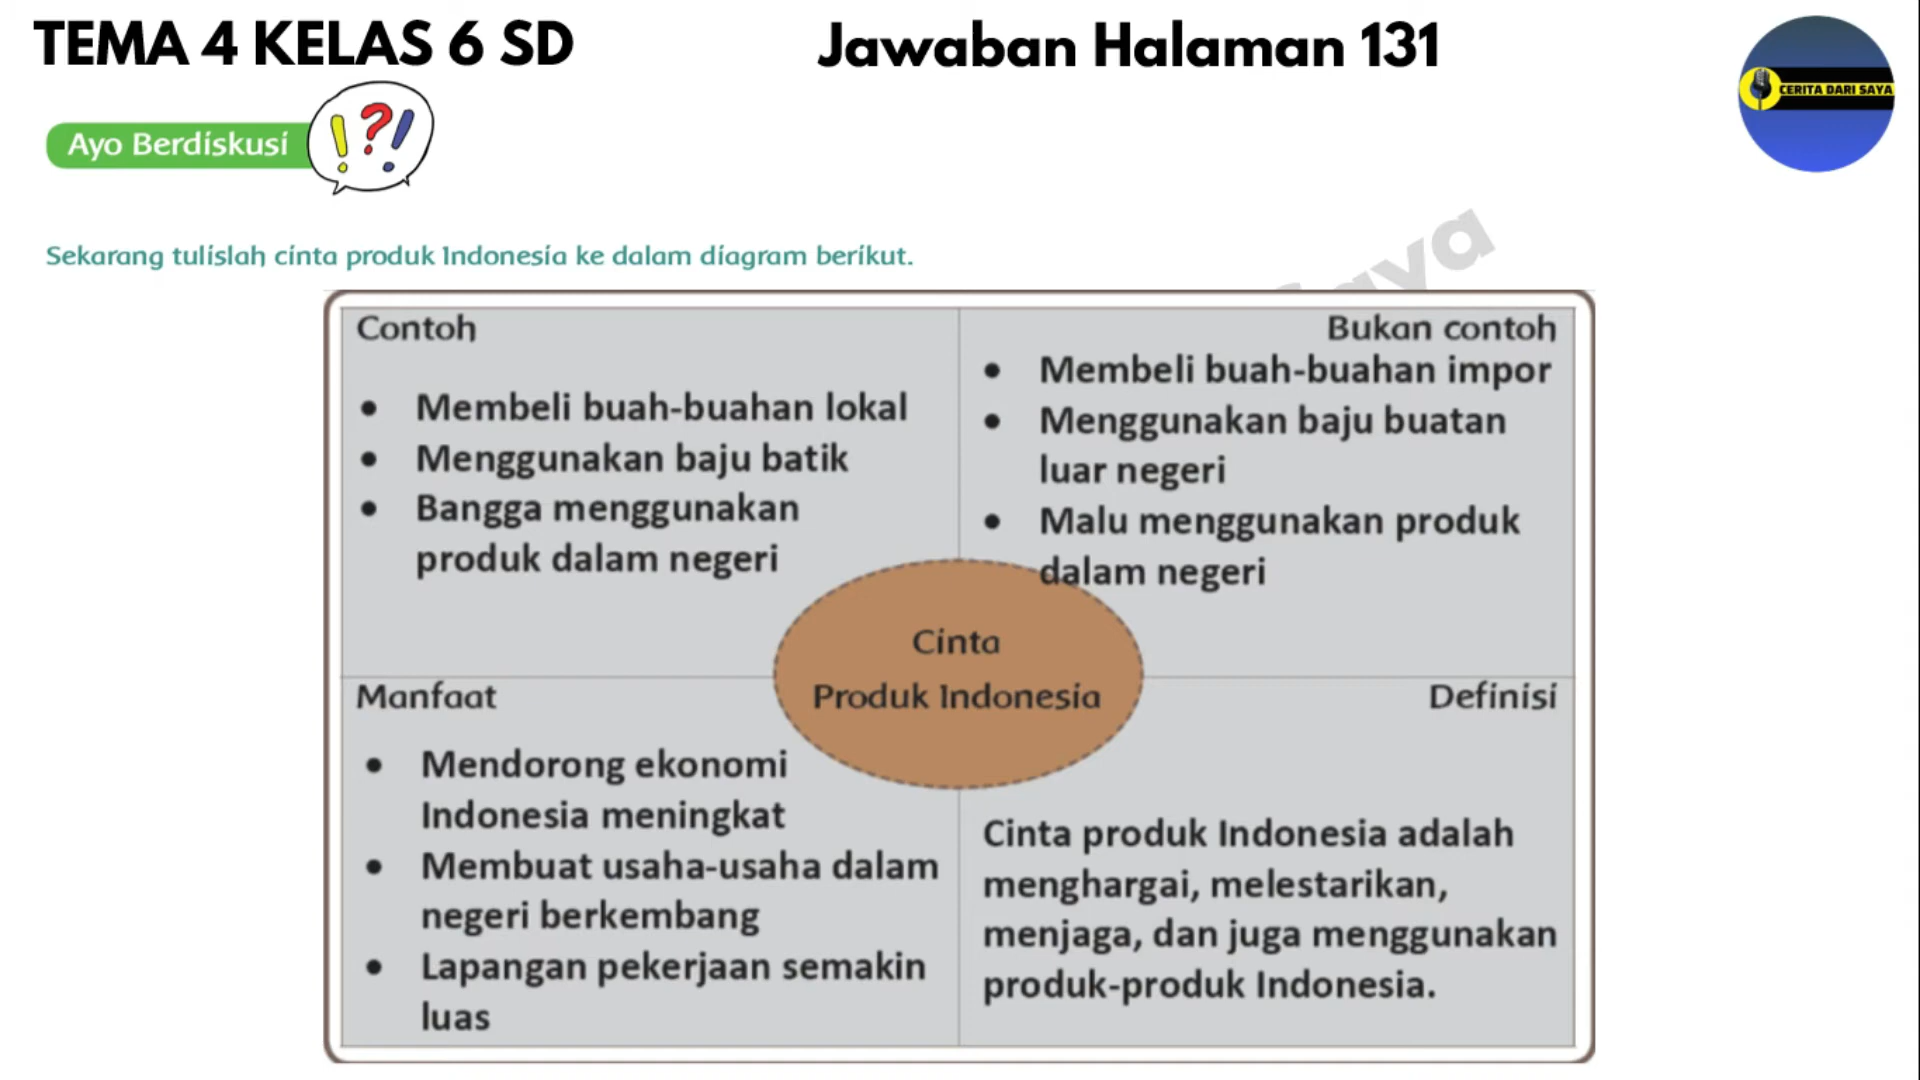 TEMA 4 KELAS 6 SD
Jawaban Halaman 131
CERITA DARI SAYA
Ayo Berdiskusi
!?!
Sekarang tulislah cinta produk Indonesia ke dalam diagram berikut.
Saya
Contoh
• Membeli buah-buahan lokal
• Menggunakan baju batik
• Bangga menggunakan
produk dalam negeri
Bukan contoh
• Membeli buah-buahan impor
• Menggunakan baju buatan
luar negeri
• Malu menggunakan produk
dalam negeri
Cinta
Produk Indonesia
Manfaat
• Mendorong ekonomi
Indonesia meningkat
• Membuat usaha-usaha dalam
negeri berkembang
• Lapangan pekerjaan semakin
luas
Definisi
Cinta produk Indonesia adalah
menghargai, melestarikan,
menjaga, dan juga menggunakan
produk-produk Indonesia.